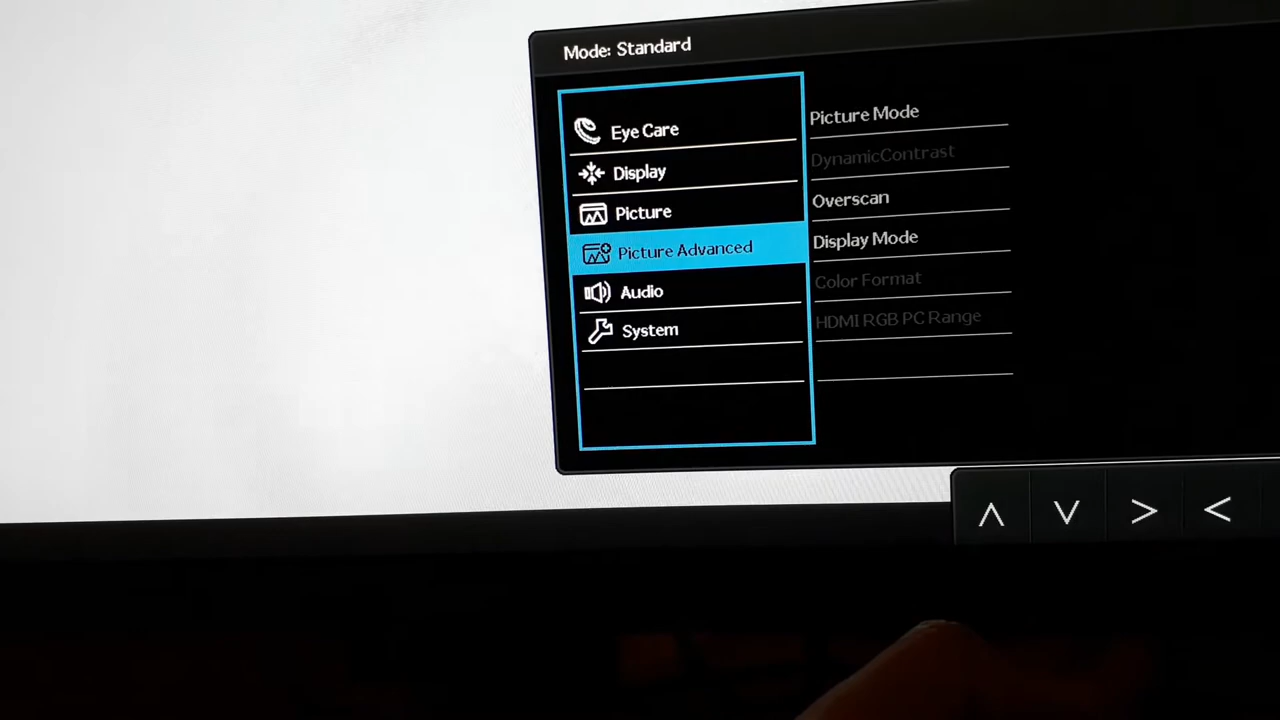 Mode: Standard
Eye Care
Display
Picture
Picture Advanced
Audio
System
Picture Mode
DynamicContrast
Overscan
Display Mode
Color Format
HDMI RGB PC Range